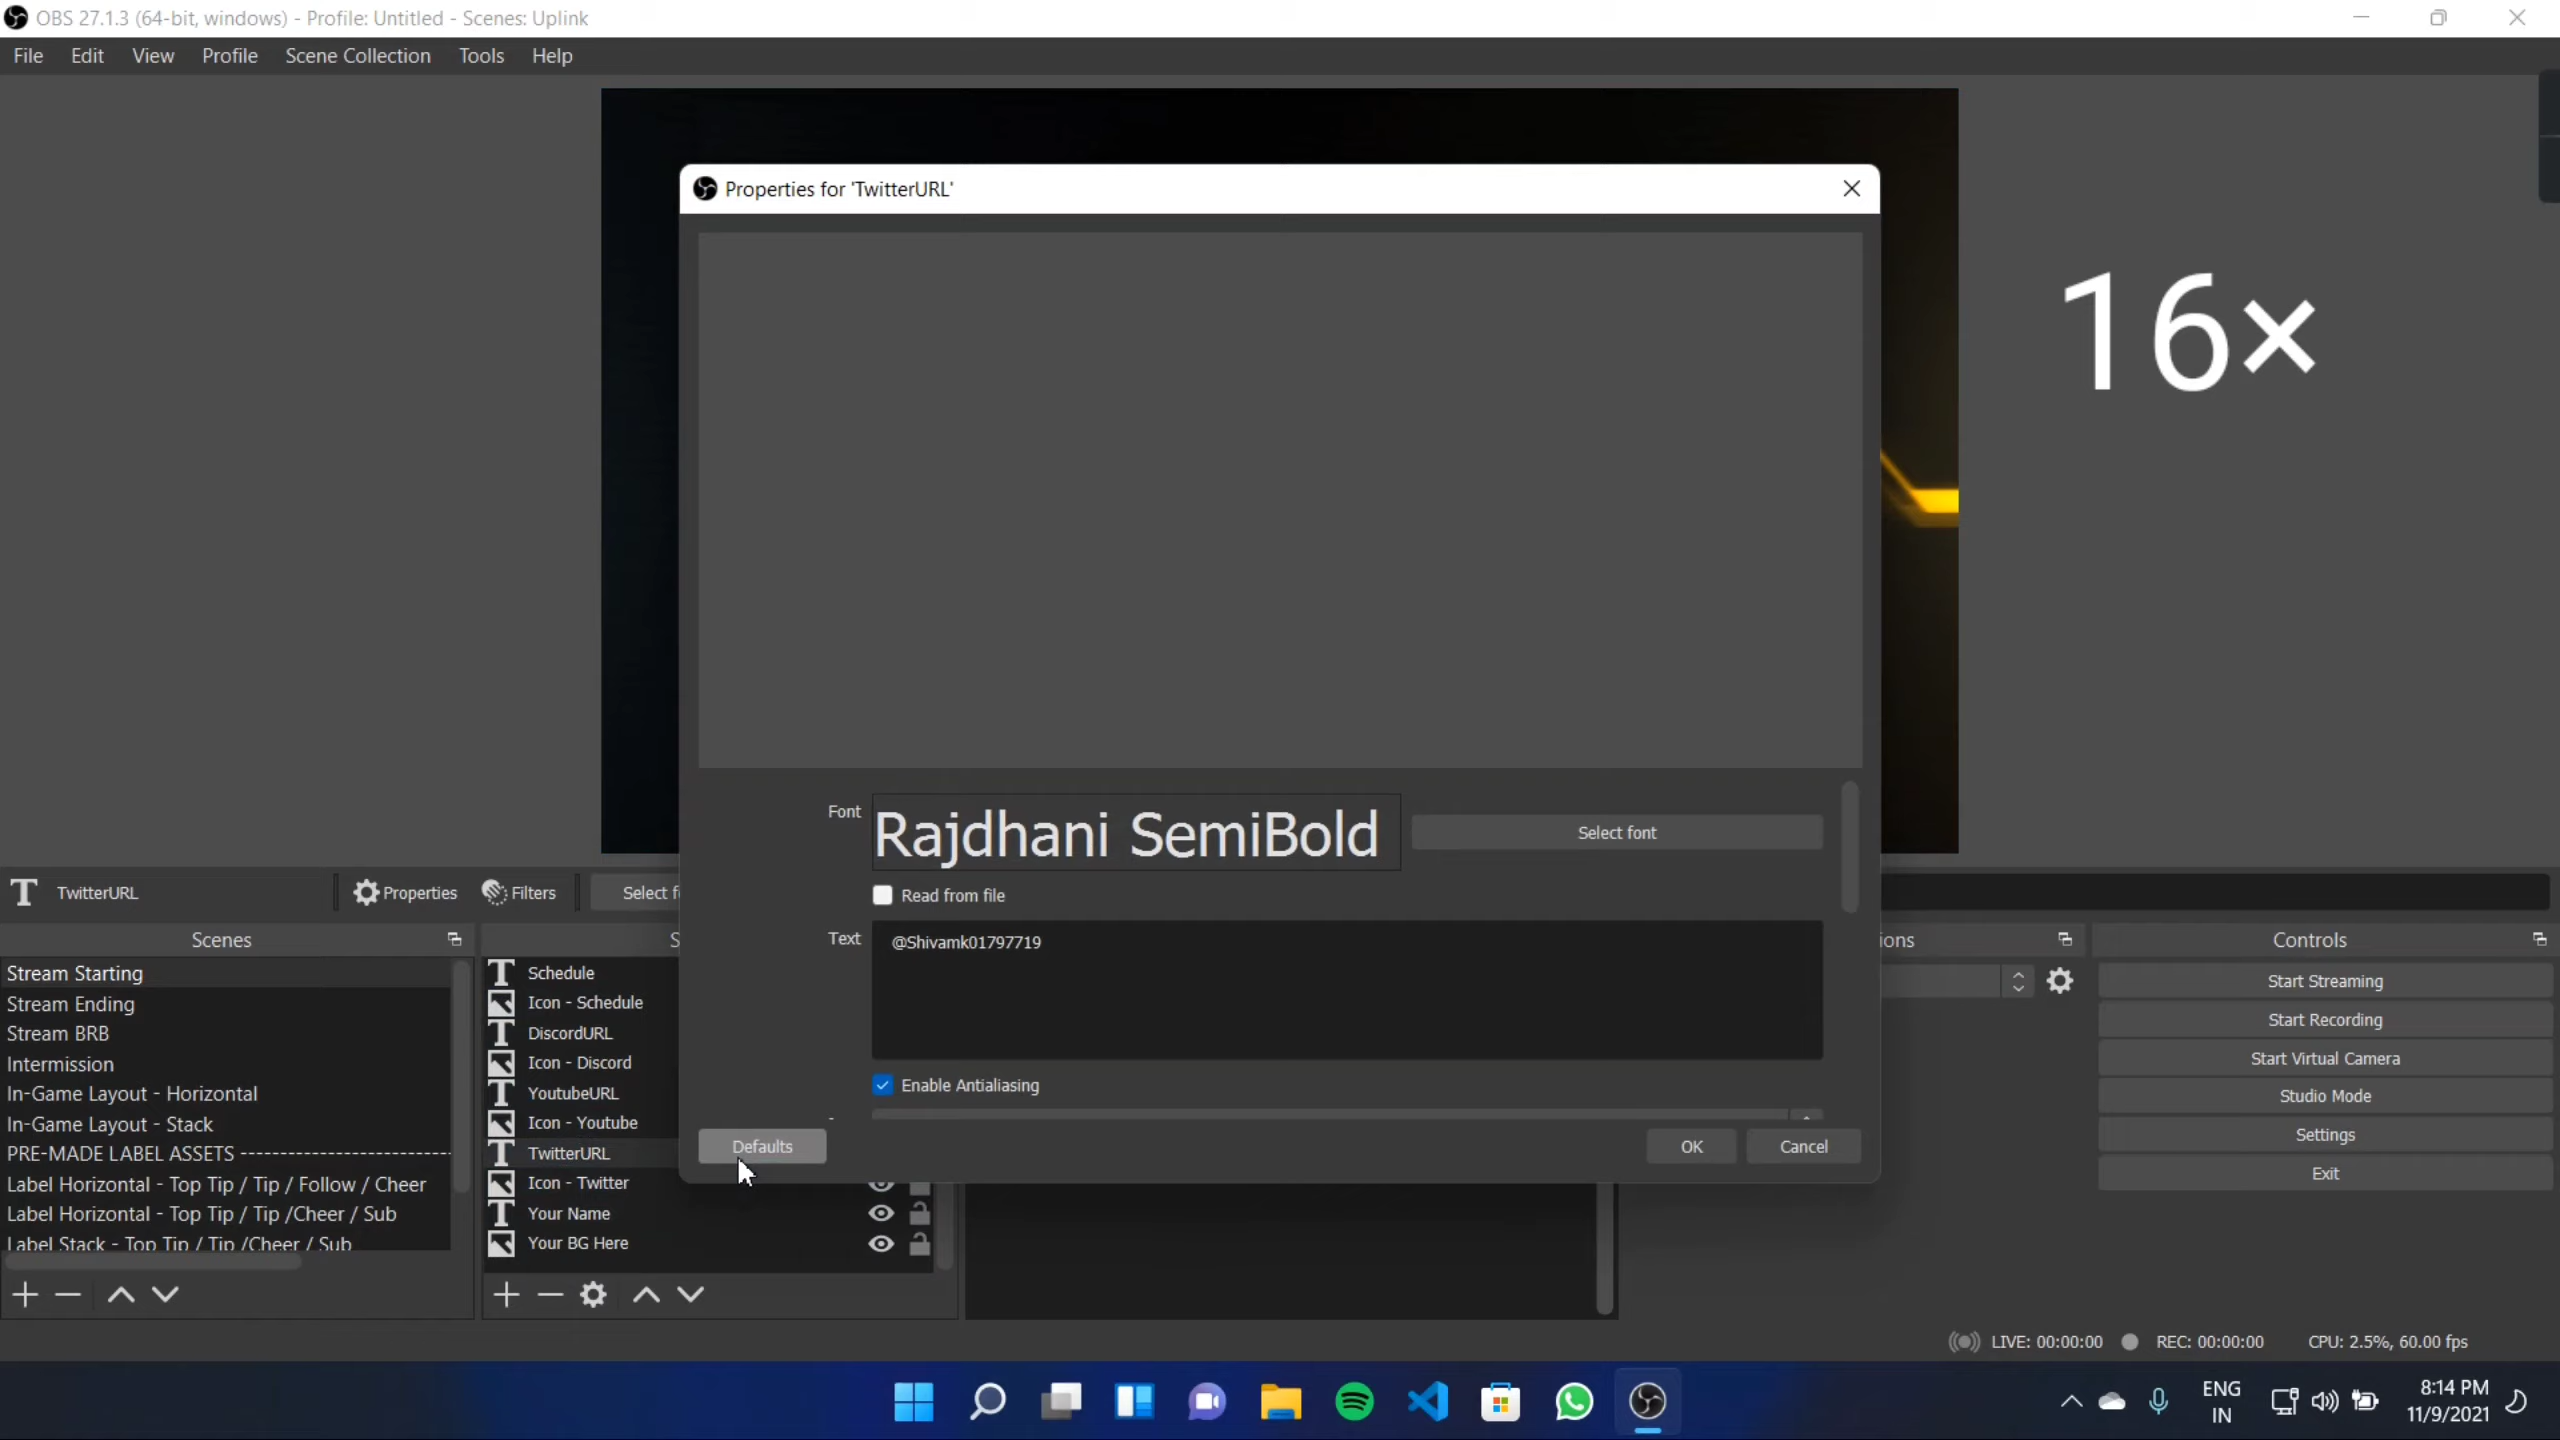 OBS 27.1.3 (64-bit, windows) - Profile: Untitled - Scenes: Uplink
File Edit View Profile Scene Collection Tools Help
Properties for 'TwitterURL'
16×
Font Rajdhani SemiBold Select font
Read from file
Text @Shivamk01797719
Enable Antialiasing
Defaults OK Cancel
TwitterURL Properties Filters Select
Scenes
Stream Starting
Stream Ending
Stream BRB
Intermission
In-Game Layout - Horizontal
In-Game Layout - Stack
PRE-MADE LABEL ASSETS ---------------------------
Label Horizontal - Top Tip / Tip / Follow / Cheer
Label Horizontal - Top Tip / Tip /Cheer / Sub
Label Stack - Top Tip / Tip /Cheer / Sub
Schedule
Icon - Schedule
DiscordURL
Icon - Discord
YoutubeURL
Icon - Youtube
TwitterURL
Icon - Twitter
Your Name
Your BG Here
ions
Controls
Start Streaming
Start Recording
Start Virtual Camera
Studio Mode
Settings
Exit
LIVE: 00:00:00 REC: 00:00:00 CPU: 2.5%, 60.00 fps
ENG
IN
8:14 PM
11/9/2021